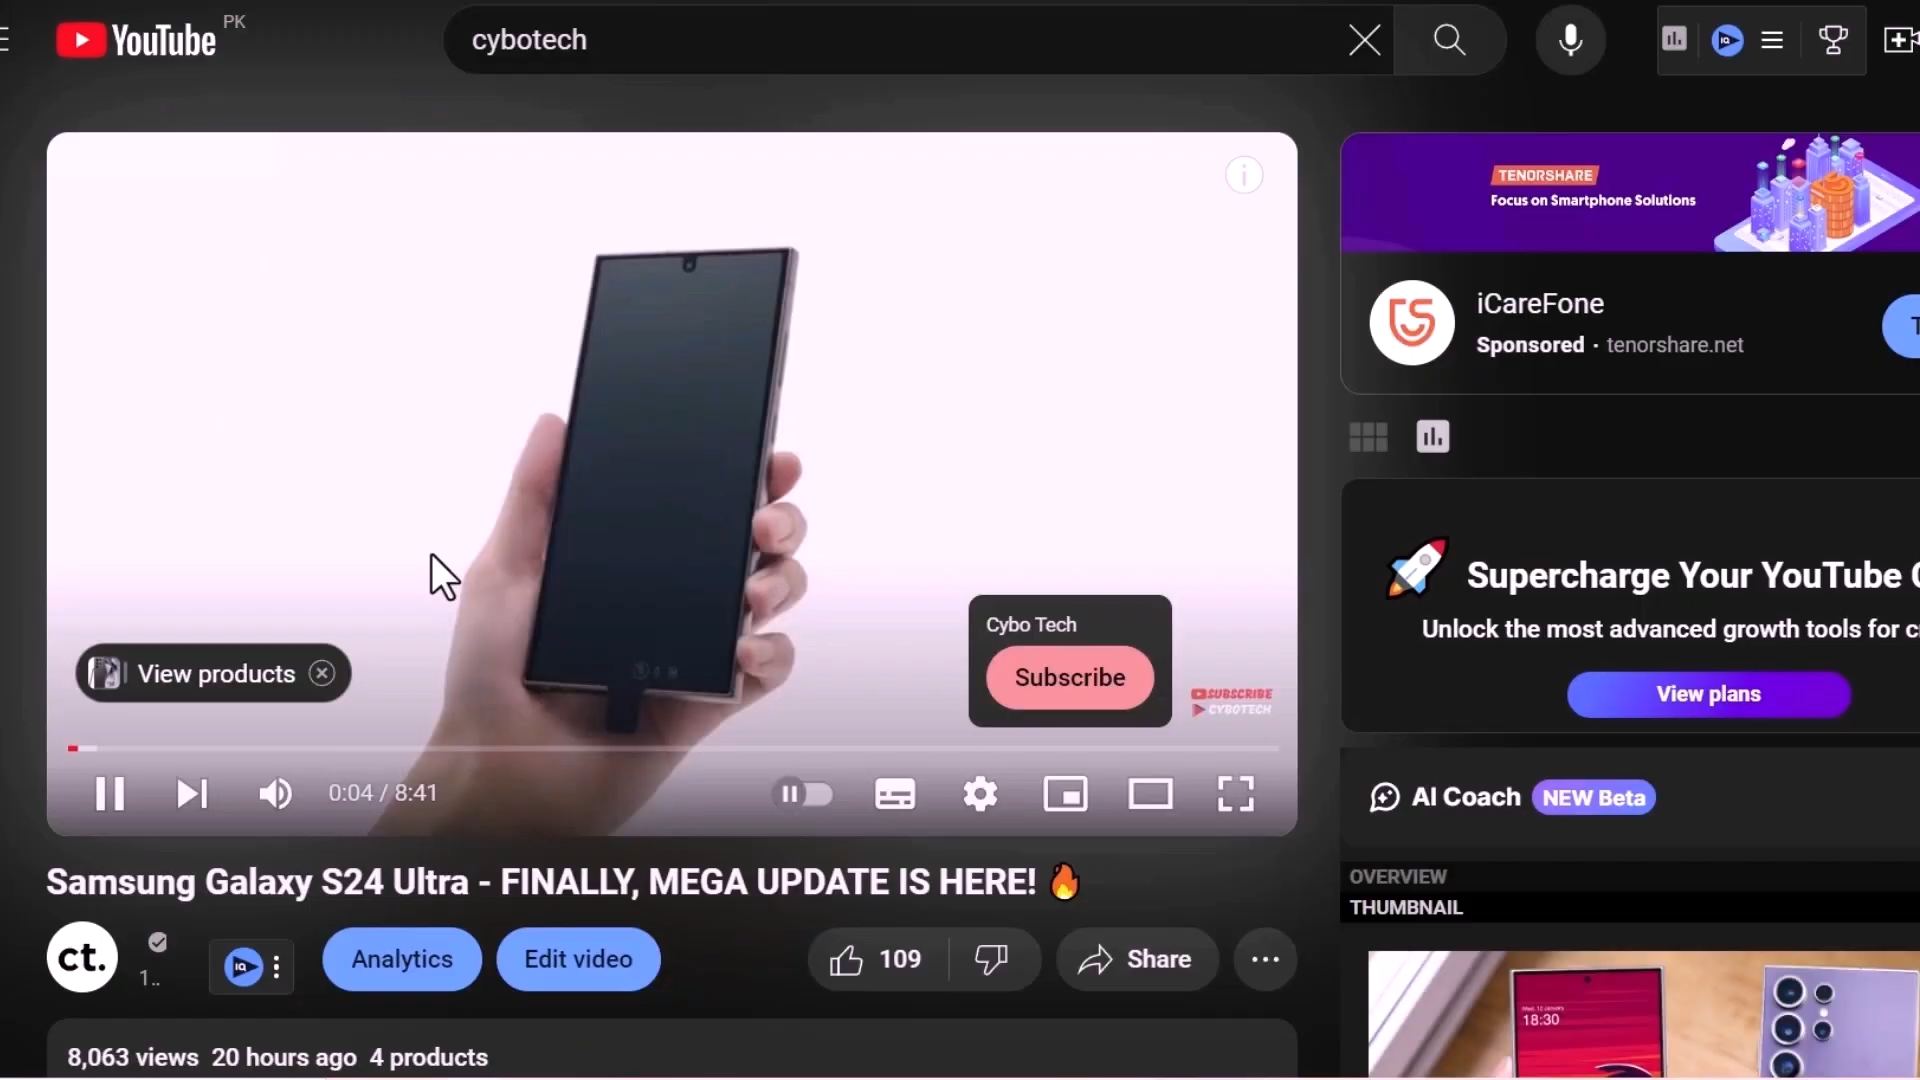 YouTube PK
cybotech
TENORSHARE
Focus on Smartphone Solutions
iCareFone
Sponsored · tenorshare.net
Supercharge Your YouTube
Unlock the most advanced growth tools for
View plans
AI Coach NEW Beta
OVERVIEW
THUMBNAIL
18:30
View products
Cybo Tech
Subscribe
SUBSCRIBE
CYBOTECH
0:04 / 8:41
Samsung Galaxy S24 Ultra - FINALLY, MEGA UPDATE IS HERE! 🔥
ct.
1..
IQ
Analytics
Edit video
109
Share
8,063 views 20 hours ago 4 products